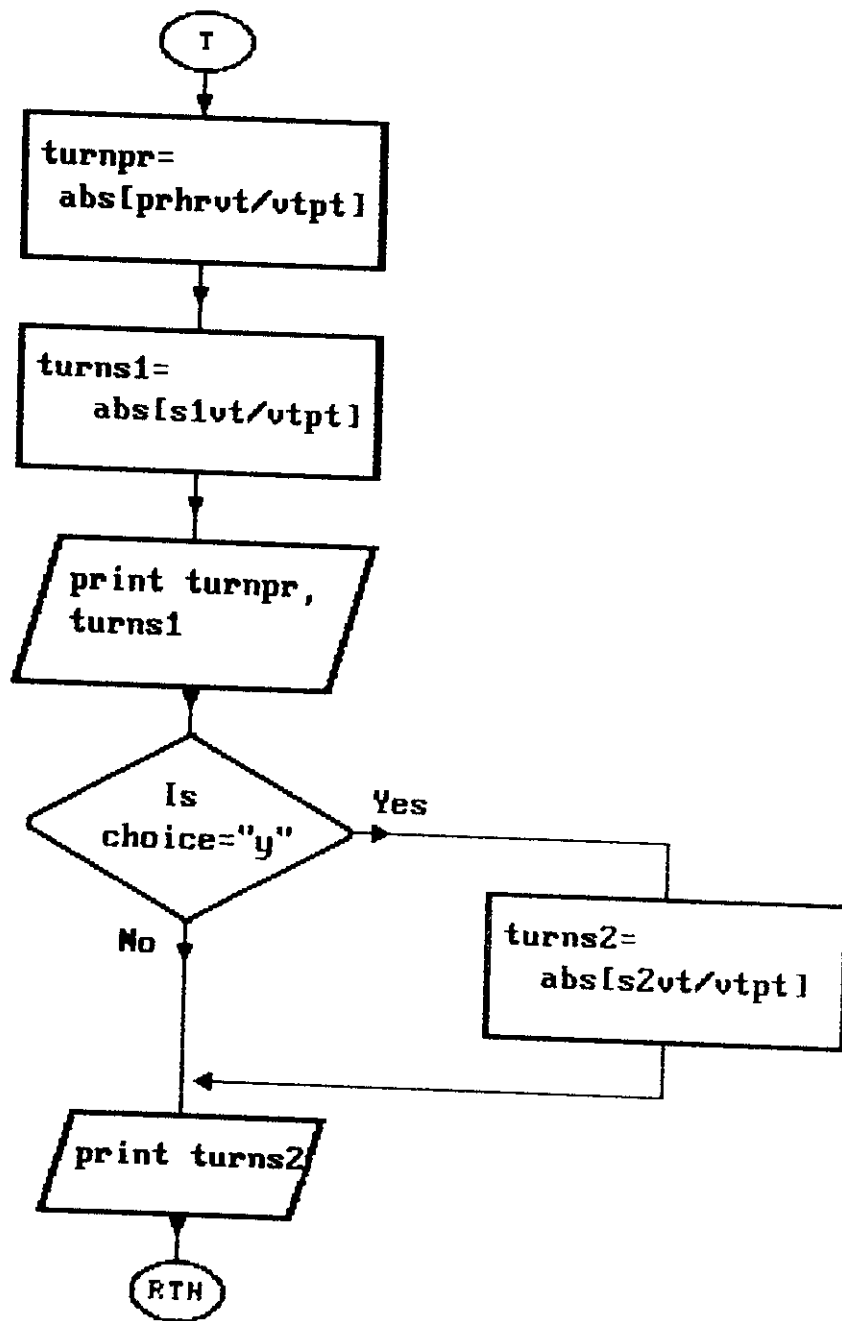 T
turnpr=
abs[prhrvt/vtpt]
turns1=
abs[s1vt/vtpt]
print turnpr,
turns1
Is
choice="y"
Yes
No
turns2=
abs[s2vt/vtpt]
print turns2
RTN